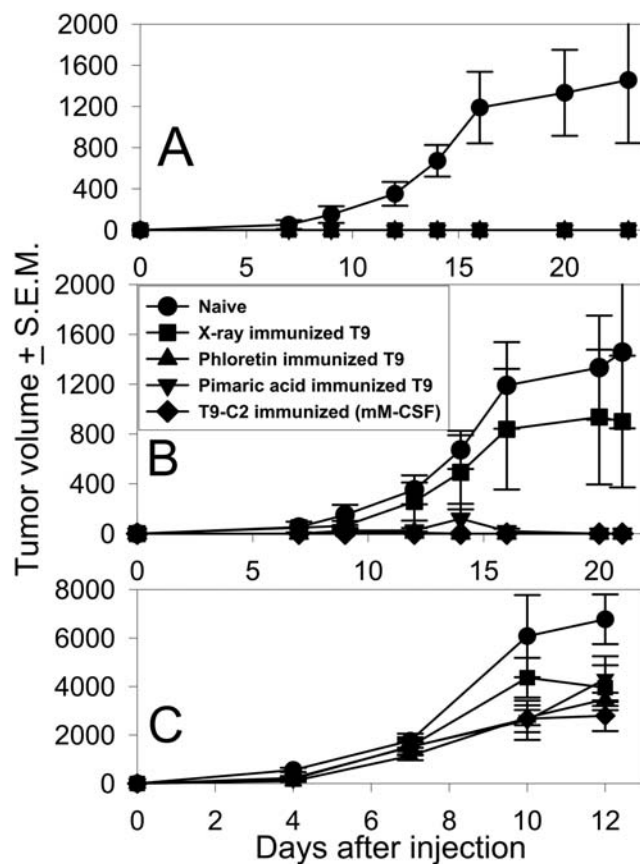 2000
1600
1200
800
400
0
A
0 5 10 15 20
2000
1600
1200
800
400
0
Naive
X-ray immunized T9
Phloretin immunized T9
Pimaric acid immunized T9
T9-C2 immunized (mM-CSF)
B
0 5 10 15 20
8000
6000
4000
2000
0
C
0 2 4 6 8 10 12
Tumor volume ± S.E.M.
Days after injection